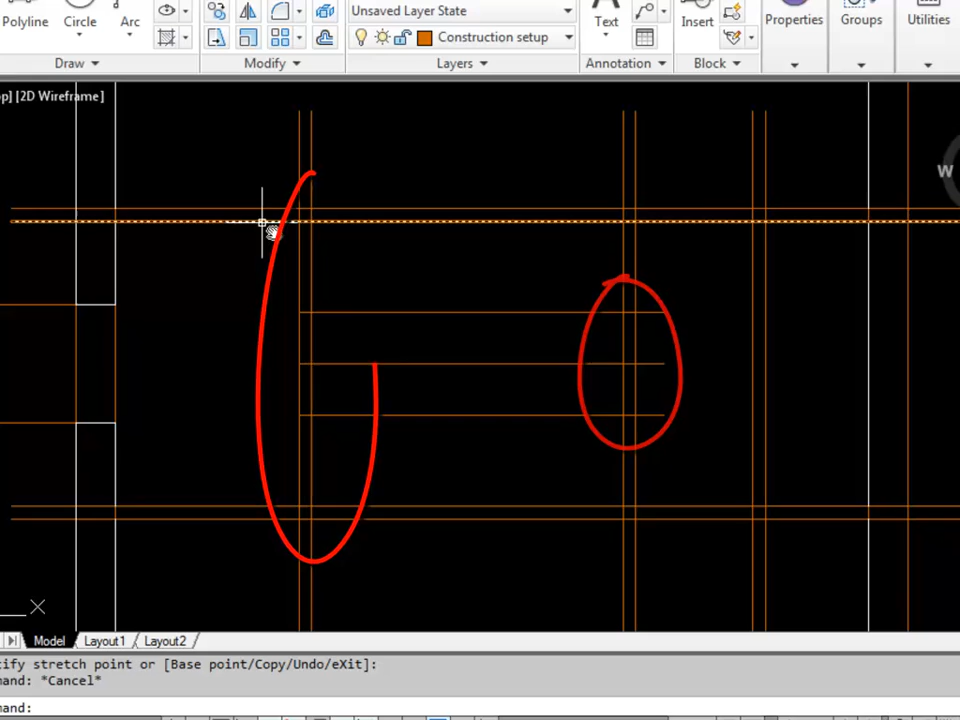 Unsaved Layer State
Polyline Circle Arc Text Insert Properties Groups Utilities
Construction setup
Draw Modify Layers Annotation Block
[2D Wireframe]
W
X
Model Layout1 Layout2
cify stretch point or [Base point/Copy/Undo/eXit]:
mand: *Cancel*
mand: